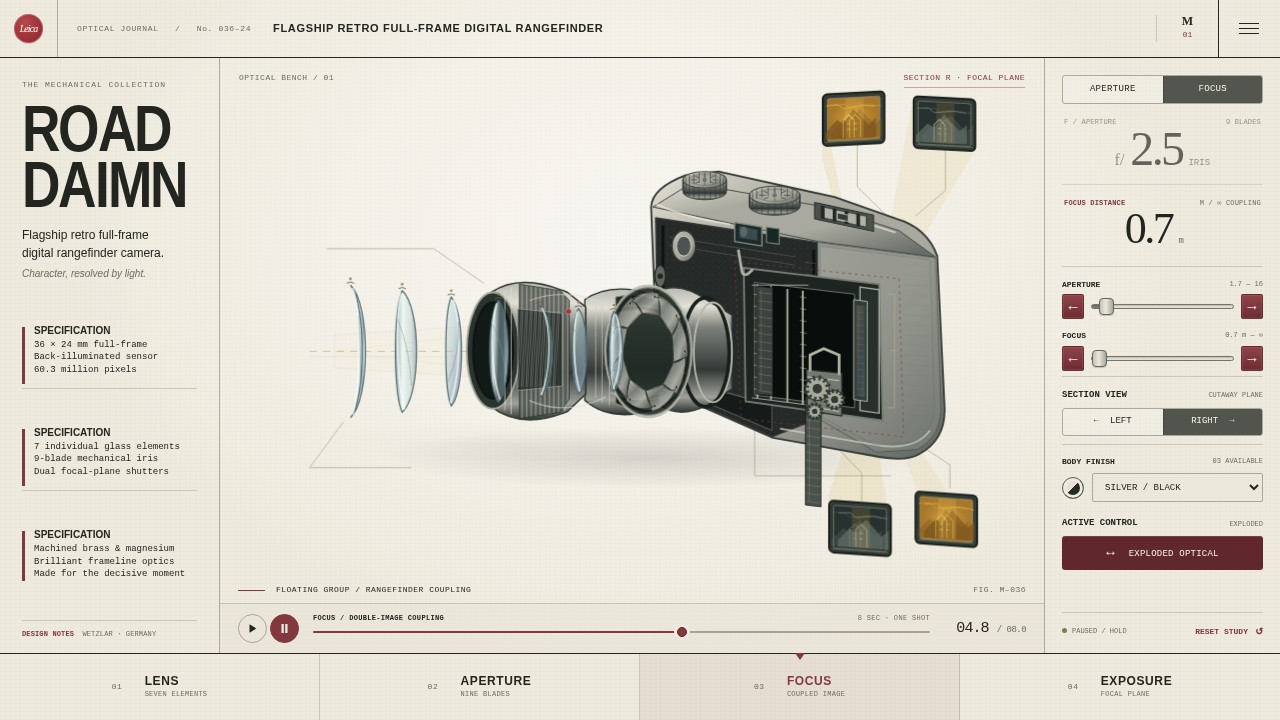 Leica
OPTICAL JOURNAL / No. 036—24 FLAGSHIP RETRO FULL-FRAME DIGITAL RANGEFINDER
M
01
THE MECHANICAL COLLECTION
ROAD
DAIMN
Flagship retro full-frame
digital rangefinder camera.
Character, resolved by light.
SPECIFICATION
36 × 24 mm full-frame
Back-illuminated sensor
60.3 million pixels
SPECIFICATION
7 individual glass elements
9-blade mechanical iris
Dual focal-plane shutters
SPECIFICATION
Machined brass & magnesium
Brilliant frameline optics
Made for the decisive moment
DESIGN NOTES WETZLAR · GERMANY
OPTICAL BENCH / 01
SECTION R · FOCAL PLANE
FLOATING GROUP / RANGEFINDER COUPLING
FIG. M—036
FOCUS / DOUBLE-IMAGE COUPLING
8 SEC · ONE SHOT
04.8 / 08.0
APERTURE FOCUS
F / APERTURE 9 BLADES
f/ 2.5 IRIS
FOCUS DISTANCE M / ∞ COUPLING
0.7 m
APERTURE 1.7 — 16
← →
FOCUS 0.7 m — ∞
← →
SECTION VIEW CUTAWAY PLANE
← LEFT RIGHT →
BODY FINISH 03 AVAILABLE
SILVER / BLACK
ACTIVE CONTROL EXPLODED
↔ EXPLODED OPTICAL
PAUSED / HOLD RESET STUDY ↺
01 LENS
SEVEN ELEMENTS
02 APERTURE
NINE BLADES
03 FOCUS
COUPLED IMAGE
04 EXPOSURE
FOCAL PLANE